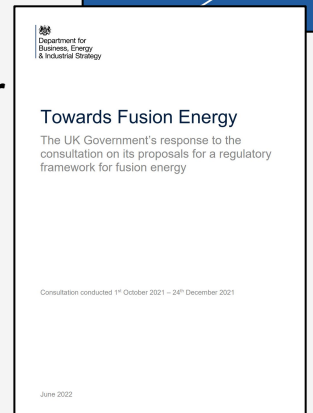 Department for
Business, Energy
& Industrial Strategy
Towards Fusion Energy
The UK Government's response to the
consultation on its proposals for a regulatory
framework for fusion energy
Consultation conducted 1st October 2021 – 24th December 2021
June 2022